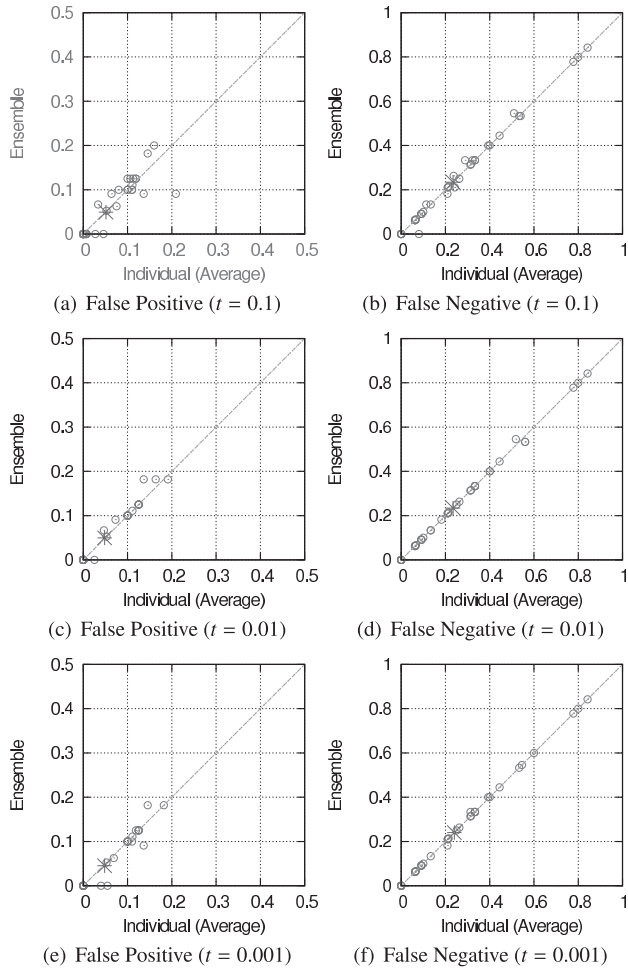 0.5
0.4
0.3
0.2
0.1
0
Ensemble
0 0.1 0.2 0.3 0.4 0.5
Individual (Average)
(a) False Positive (t = 0.1)
1
0.8
0.6
0.4
0.2
0
Ensemble
0 0.2 0.4 0.6 0.8 1
Individual (Average)
(b) False Negative (t = 0.1)
0.5
0.4
0.3
0.2
0.1
0
Ensemble
0 0.1 0.2 0.3 0.4 0.5
Individual (Average)
(c) False Positive (t = 0.01)
1
0.8
0.6
0.4
0.2
0
Ensemble
0 0.2 0.4 0.6 0.8 1
Individual (Average)
(d) False Negative (t = 0.01)
0.5
0.4
0.3
0.2
0.1
0
Ensemble
0 0.1 0.2 0.3 0.4 0.5
Individual (Average)
(e) False Positive (t = 0.001)
1
0.8
0.6
0.4
0.2
0
Ensemble
0 0.2 0.4 0.6 0.8 1
Individual (Average)
(f) False Negative (t = 0.001)